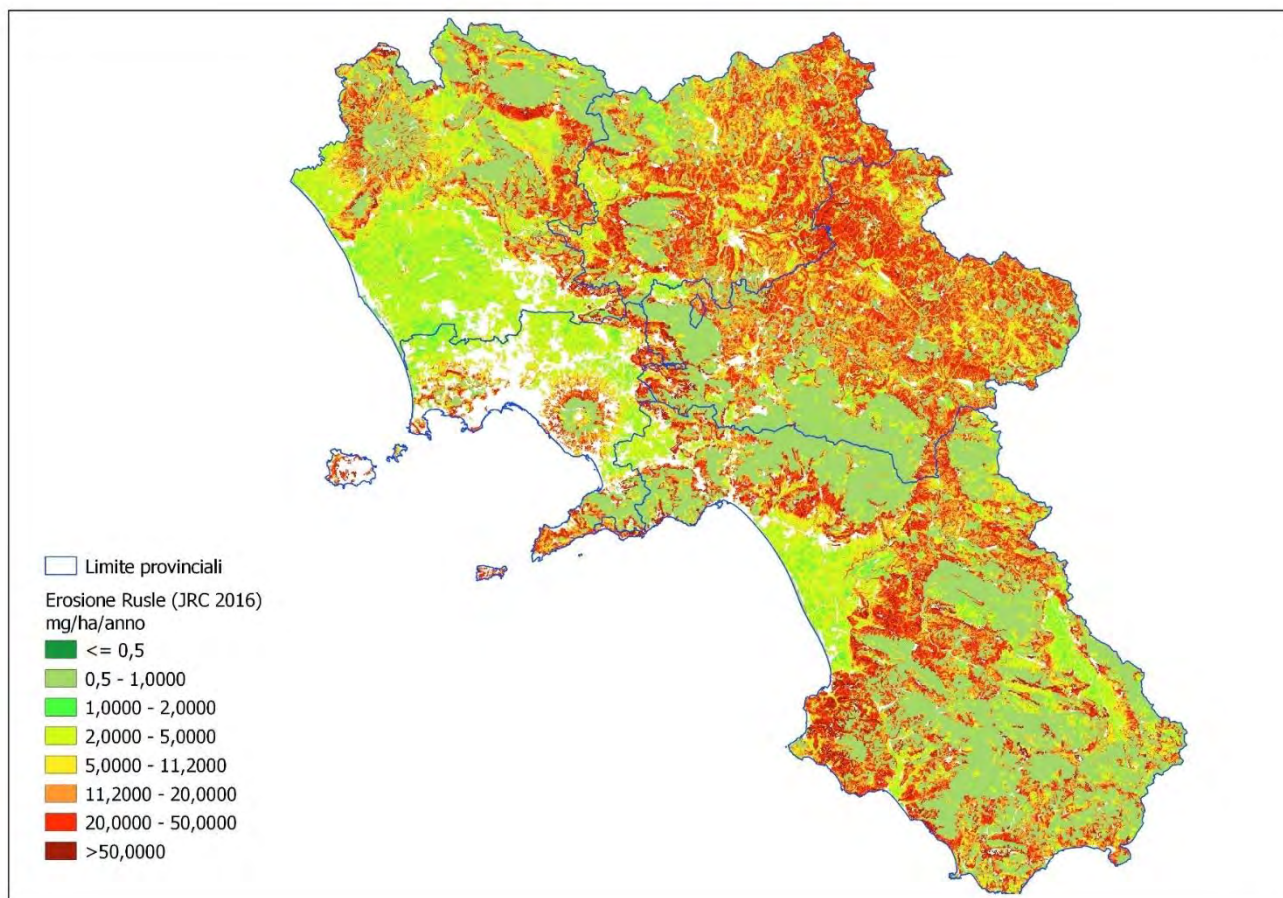 Limite provinciali
Erosione Rusle (JRC 2016)
mg/ha/anno
<= 0,5
0,5 - 1,0000
1,0000 - 2,0000
2,0000 - 5,0000
5,0000 - 11,2000
11,2000 - 20,0000
20,0000 - 50,0000
>50,0000